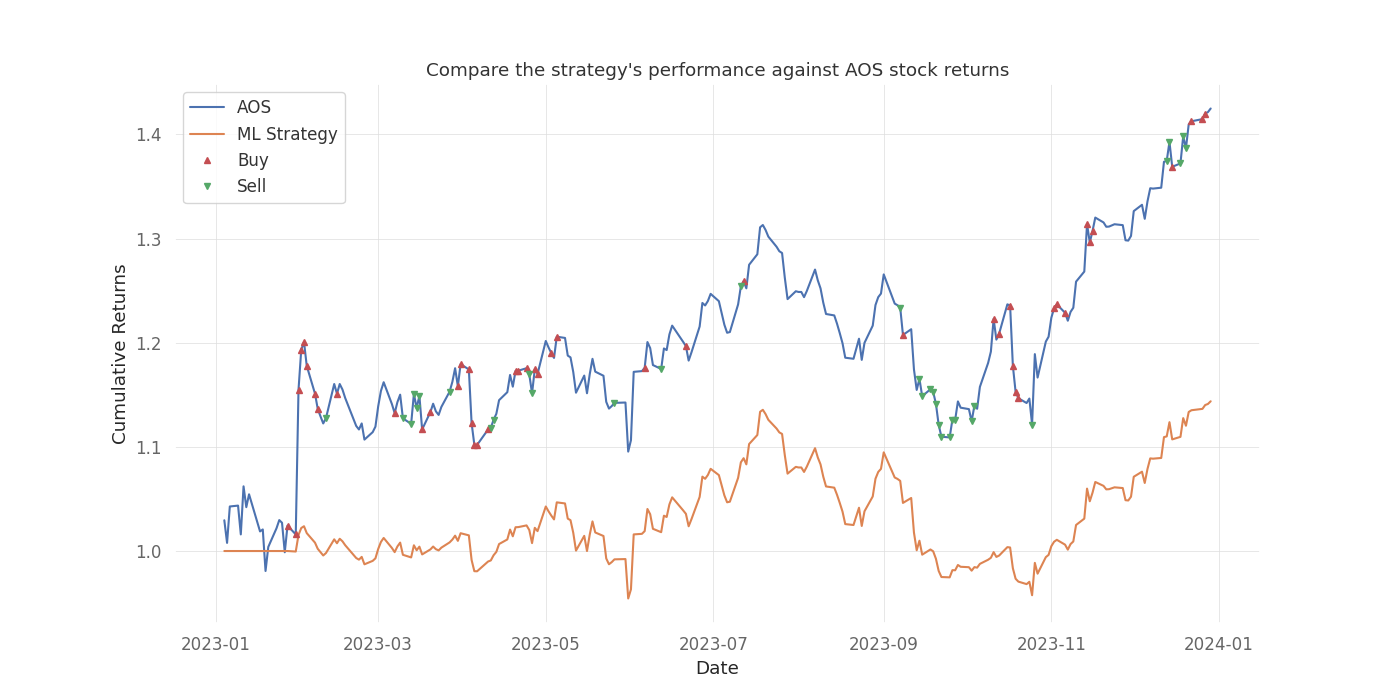 Compare the strategy's performance against AOS stock returns
AOS
ML Strategy
Buy
Sell
1.4
1.3
1.2
1.1
1.0
Cumulative Returns
2023-01
2023-03
2023-05
2023-07
2023-09
2023-11
2024-01
Date